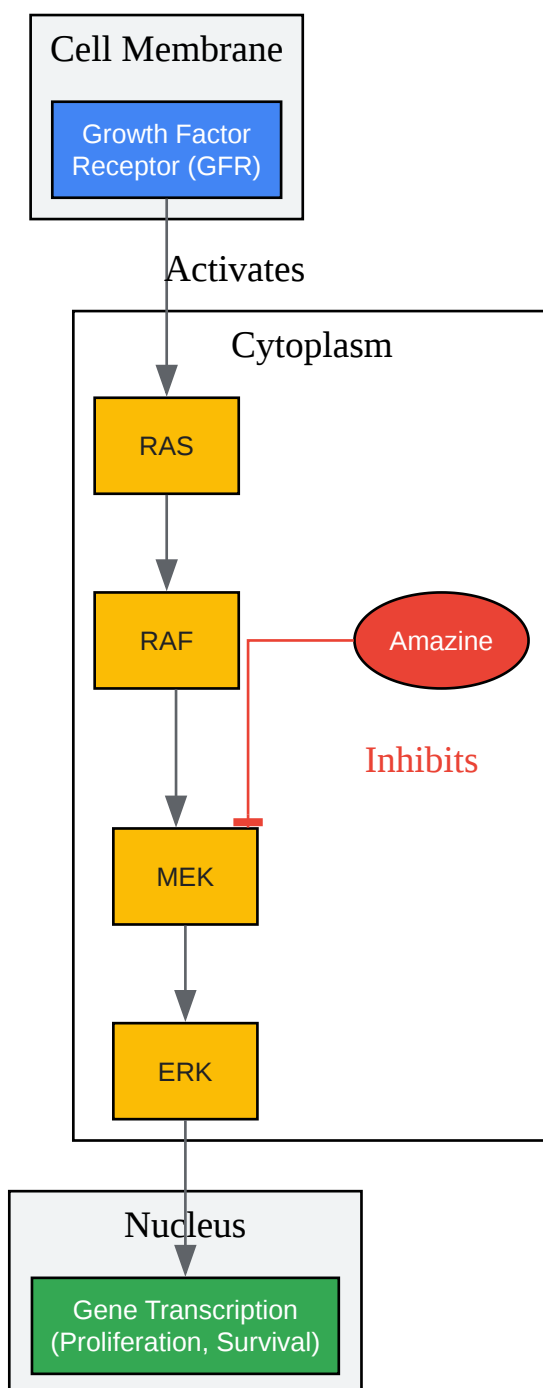 Cell Membrane
Growth Factor
Receptor (GFR)
Activates
Cytoplasm
RAS
RAF
Amazine
Inhibits
MEK
ERK
Nucleus
Gene Transcription
(Proliferation, Survival)